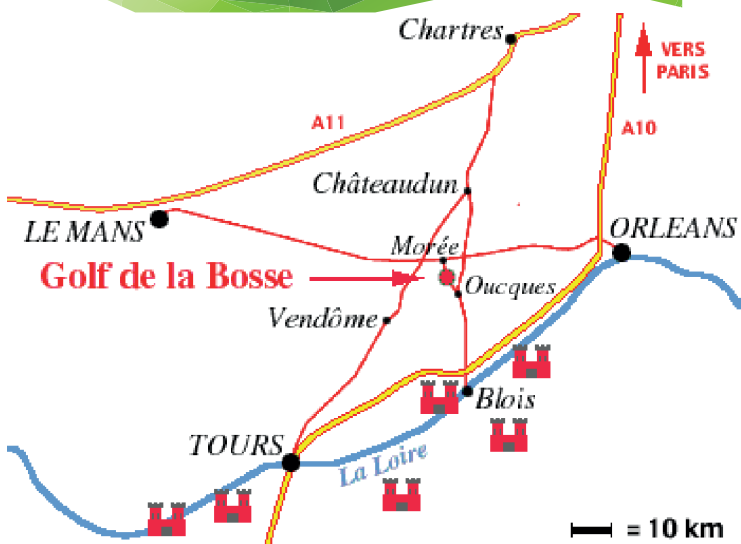 Chartres
VERS
PARIS
A11
A10
Châteaudun
LE MANS
Morée
ORLEANS
Golf de la Bosse
Oucques
Vendôme
Blois
TOURS
La Loire
= 10 km